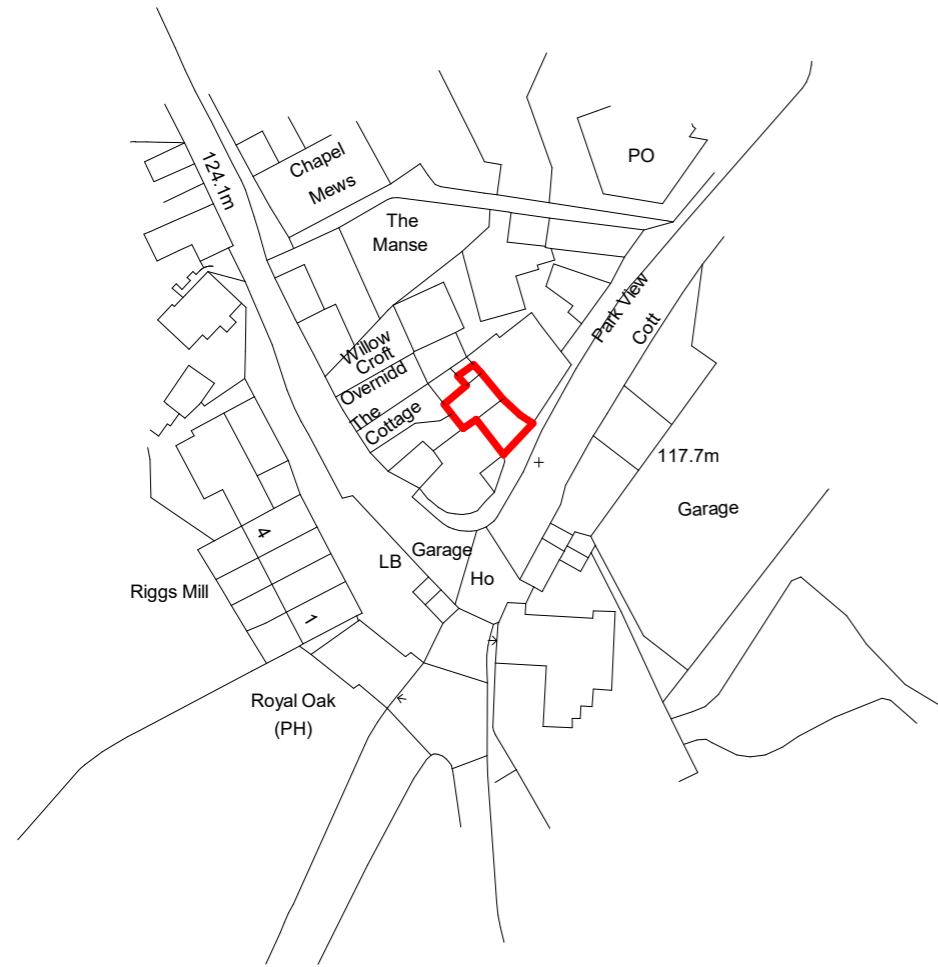 PO
Chapel
Mews
124.1m
The
Manse
Park View
Cott
Willow
Croft
Overnidd
The
Cottage
117.7m
Garage
4
Garage
LB
Ho
Riggs Mill
1
Royal Oak
(PH)